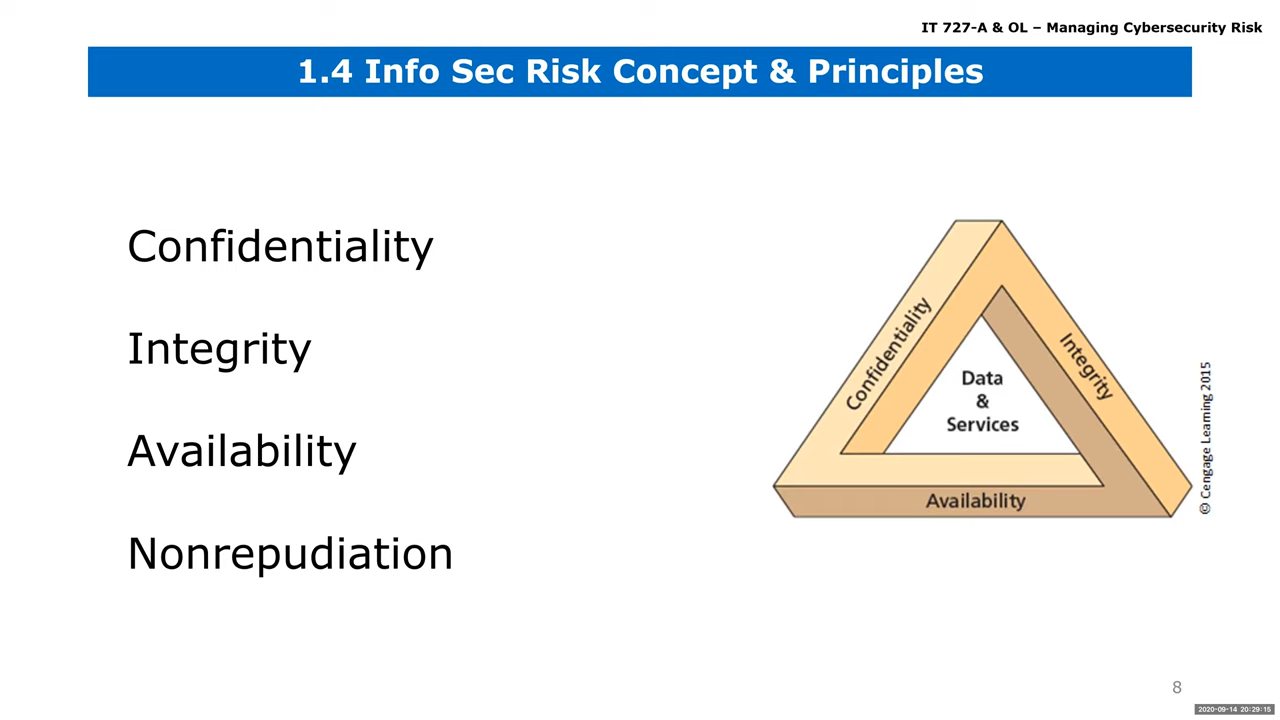 IT 727-A & OL – Managing Cybersecurity Risk
1.4 Info Sec Risk Concept & Principles
Confidentiality
Integrity
Availability
Nonrepudiation
Confidentiality
Integrity
Data
&
Services
Availability
© Cengage Learning 2015
8
2020-09-14 20:29:15